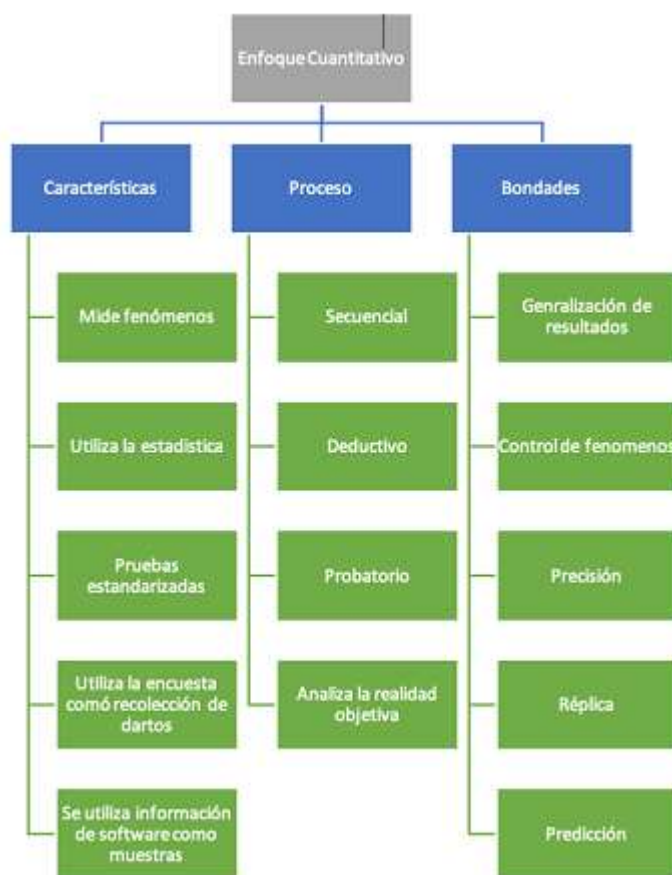 Enfoque Cuantitativo
Características
Mide fenómenos
Utiliza la estadistica
Pruebas
estandarizadas
Utiliza la encuesta
comó recolección de
dartos
Se utiliza información
de software como
muestras
Proceso
Secuencial
Deductivo
Probatorio
Analiza la realidad
objetiva
Bondades
Genralización de
resultados
Control de fenomenos
Precisión
Réplica
Predicción